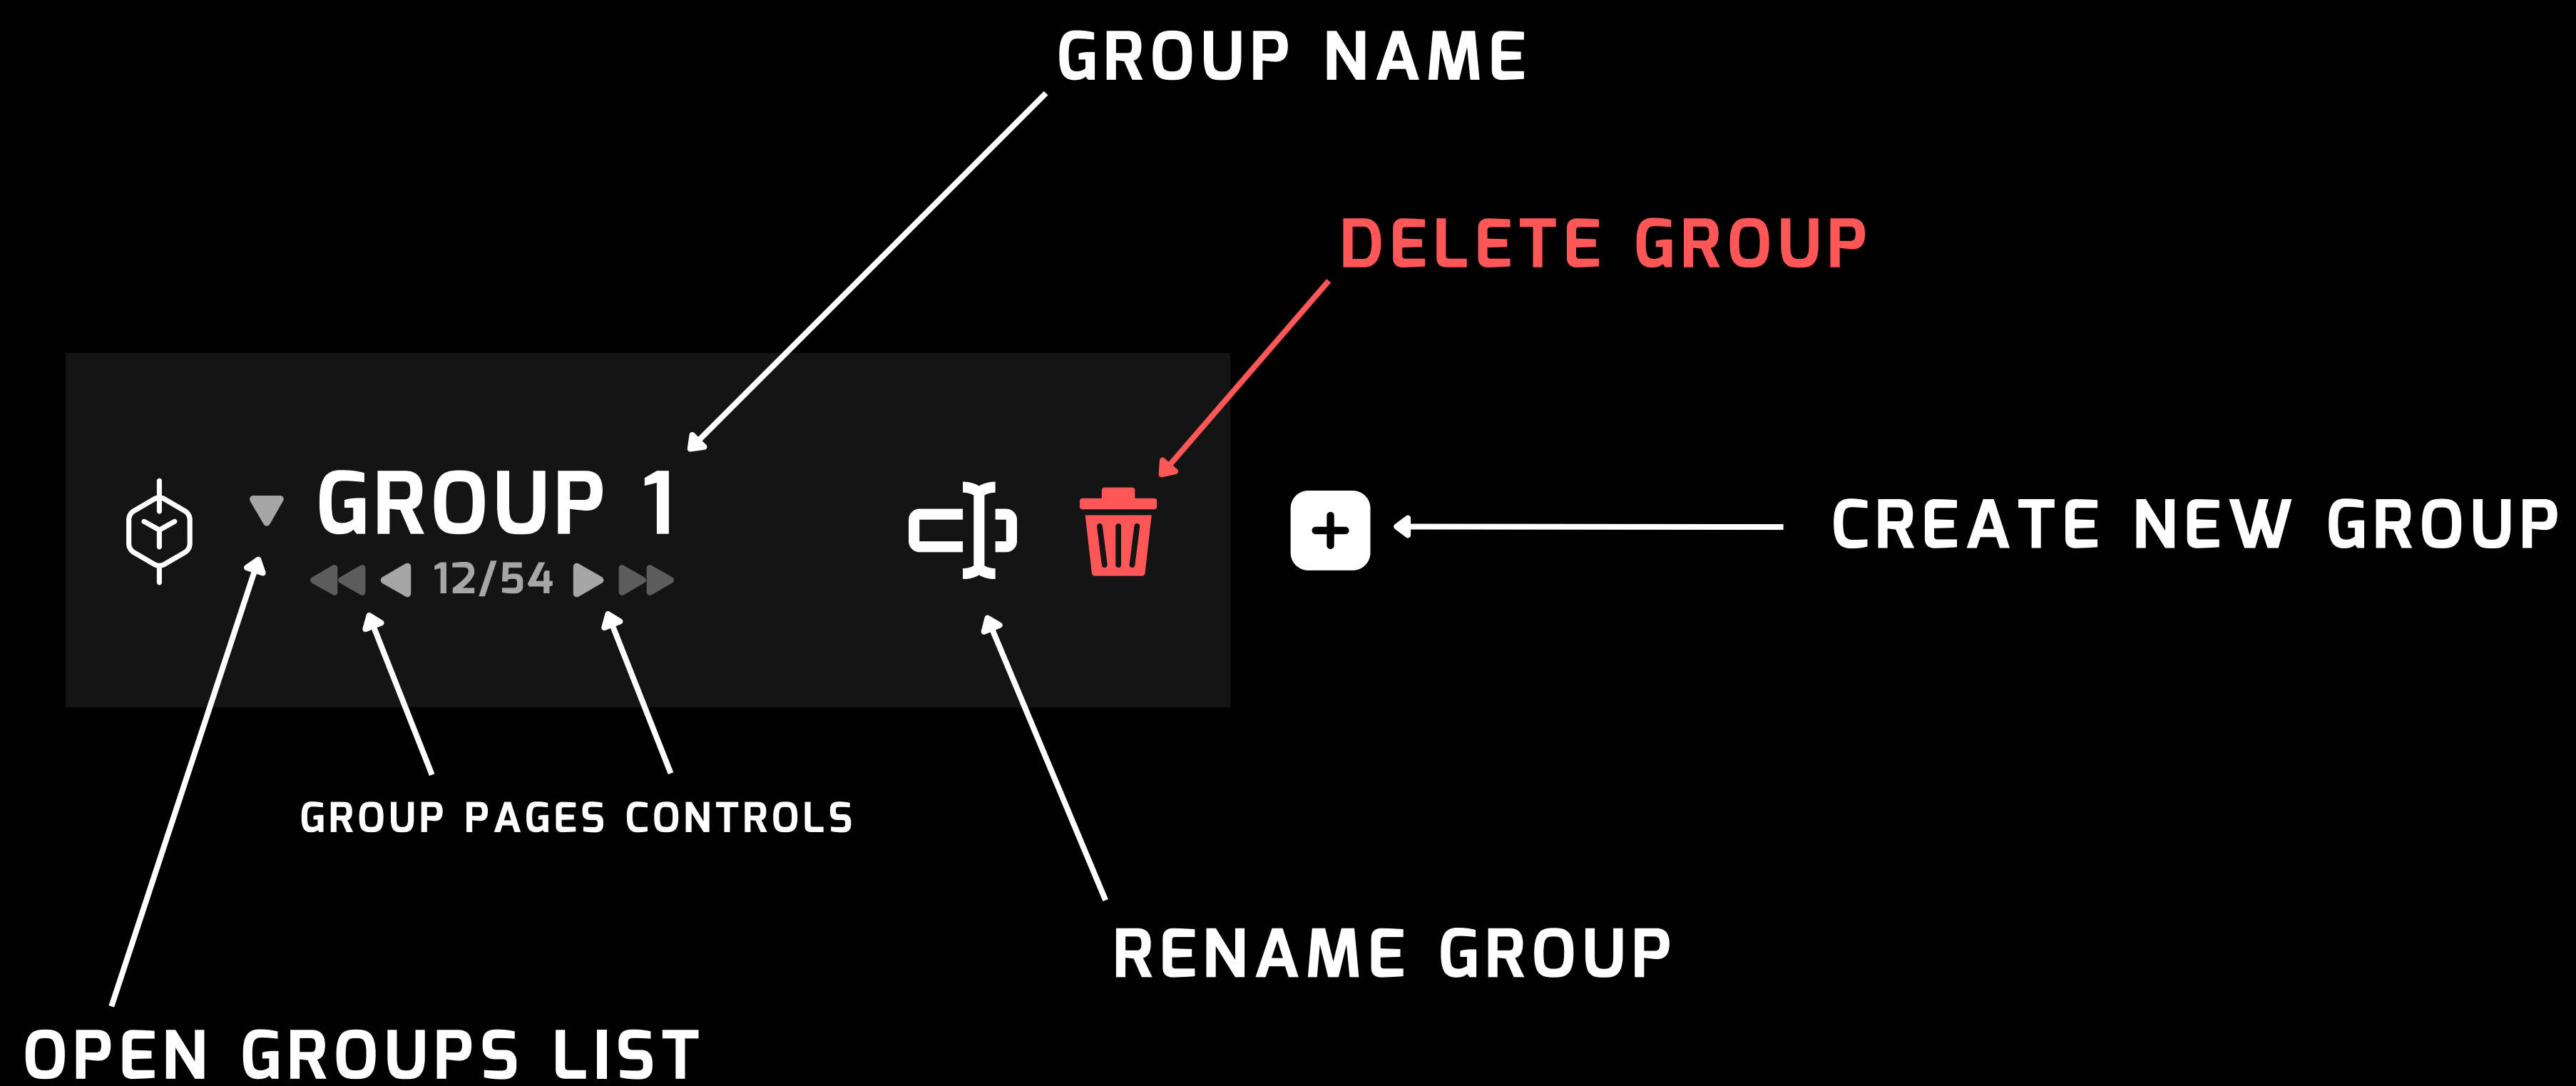 GROUP NAME
DELETE GROUP
GROUP 1
12/54
CREATE NEW GROUP
GROUP PAGES CONTROLS
RENAME GROUP
OPEN GROUPS LIST